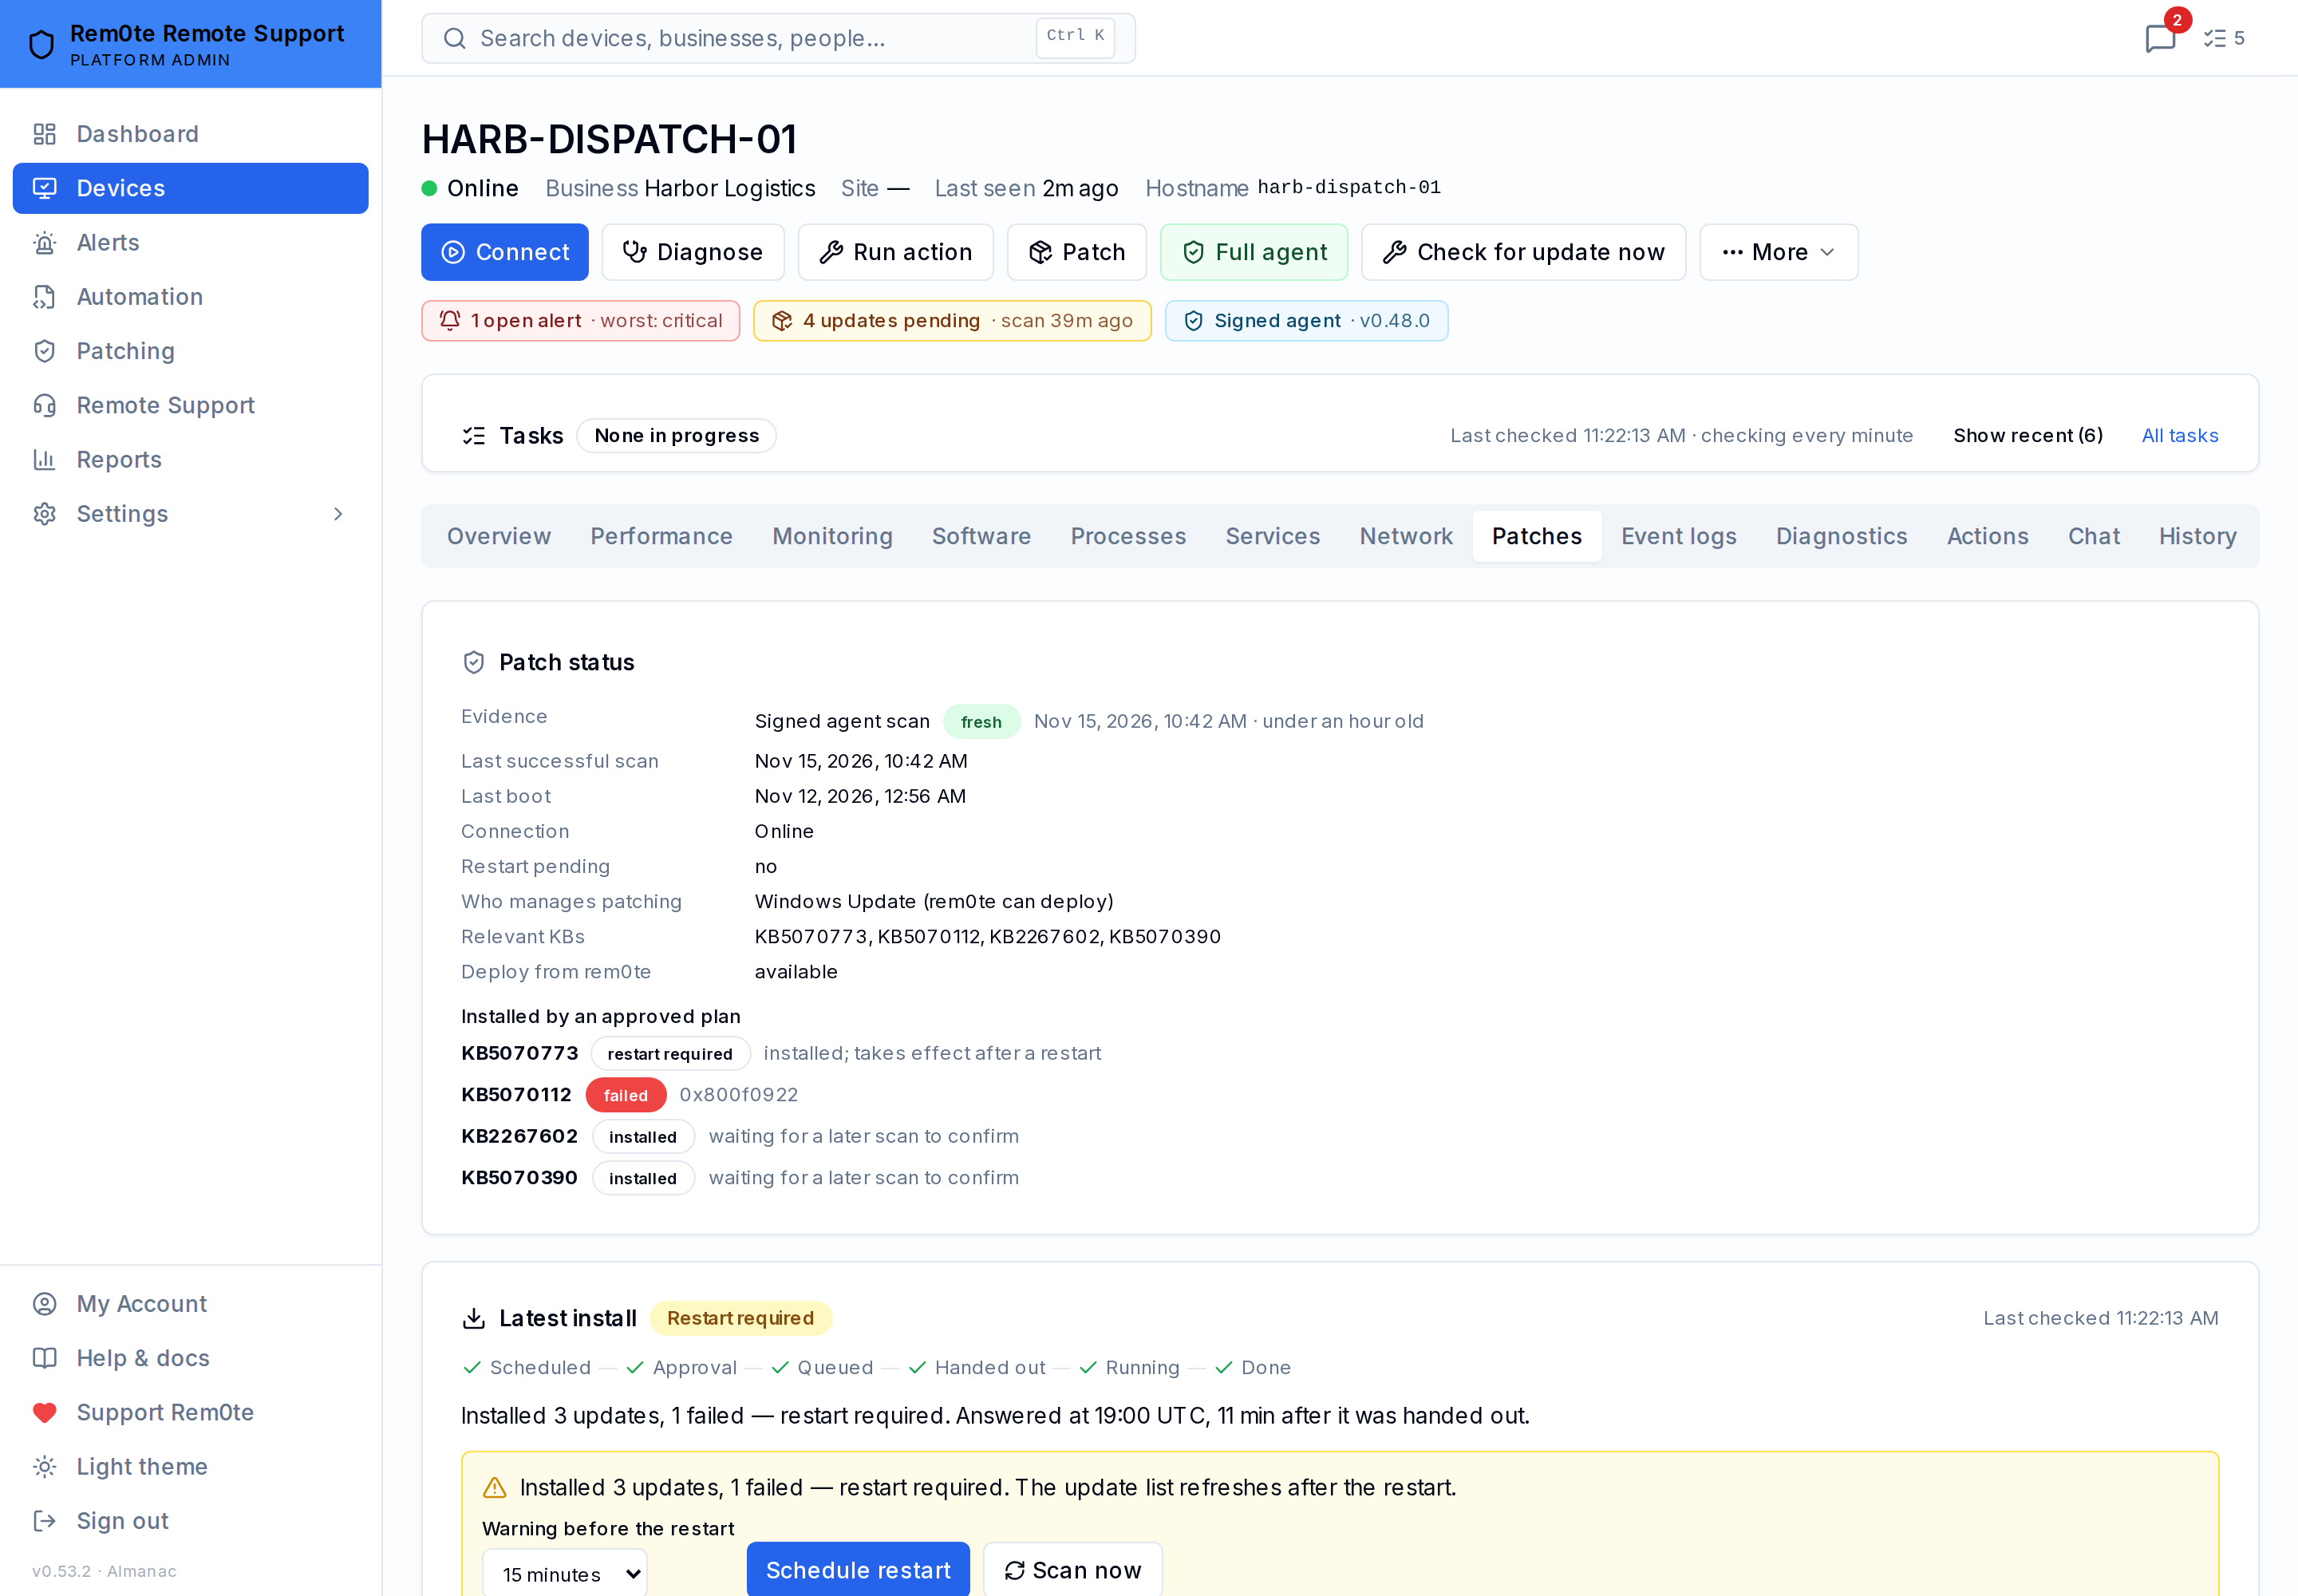 Rem0te Remote Support
PLATFORM ADMIN
Search devices, businesses, people...
Ctrl K
2
5
Dashboard
Devices
Alerts
Automation
Patching
Remote Support
Reports
Settings
HARB-DISPATCH-01
Online Business Harbor Logistics Site — Last seen 2m ago Hostname harb-dispatch-01
Connect Diagnose Run action Patch Full agent Check for update now More
1 open alert · worst: critical 4 updates pending · scan 39m ago Signed agent · v0.48.0
Tasks None in progress Last checked 11:22:13 AM · checking every minute Show recent (6) All tasks
Overview Performance Monitoring Software Processes Services Network Patches Event logs Diagnostics Actions Chat History
Patch status
Evidence Signed agent scan fresh Nov 15, 2026, 10:42 AM · under an hour old
Last successful scan Nov 15, 2026, 10:42 AM
Last boot Nov 12, 2026, 12:56 AM
Connection Online
Restart pending no
Who manages patching Windows Update (rem0te can deploy)
Relevant KBs KB5070773, KB5070112, KB2267602, KB5070390
Deploy from rem0te available
Installed by an approved plan
KB5070773 restart required installed; takes effect after a restart
KB5070112 failed 0x800f0922
KB2267602 installed waiting for a later scan to confirm
KB5070390 installed waiting for a later scan to confirm
Latest install Restart required Last checked 11:22:13 AM
Scheduled — Approval — Queued — Handed out — Running — Done
Installed 3 updates, 1 failed — restart required. Answered at 19:00 UTC, 11 min after it was handed out.
Installed 3 updates, 1 failed — restart required. The update list refreshes after the restart.
Warning before the restart
15 minutes Schedule restart Scan now
My Account
Help & docs
Support Rem0te
Light theme
Sign out
v0.53.2 · Almanac